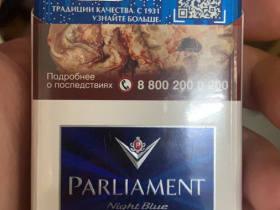 ТРАДИЦИИ КАЧЕСТВА С 1931
УЗНАЙТЕ БОЛЬШЕ.
Подробнее
о последствиях
8 800 200 0 200
PARLIAMENT
Night Blue